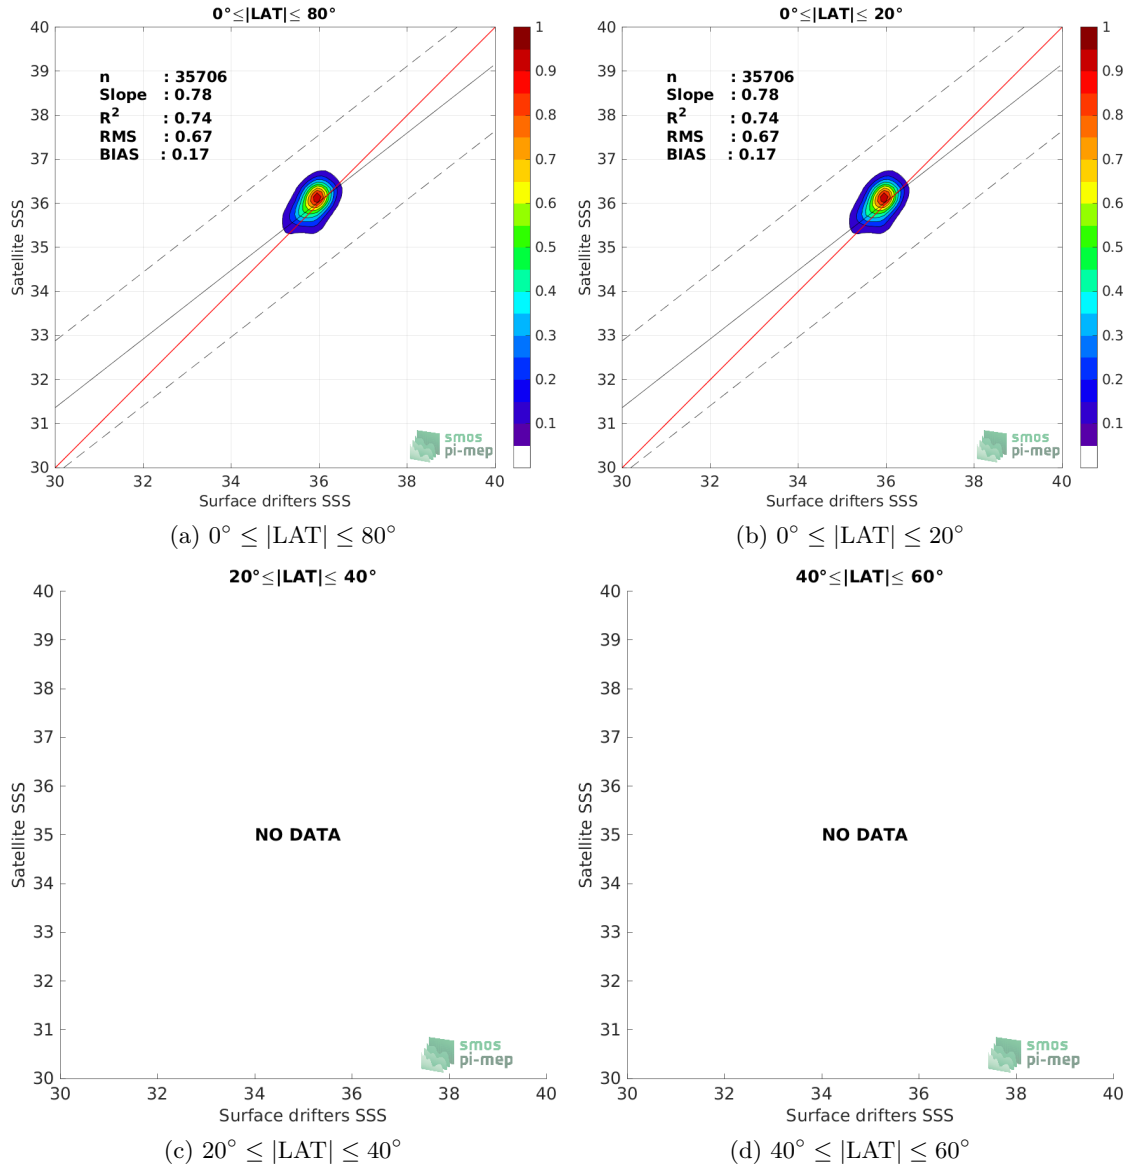 0°≤|LAT|≤ 80°
40
39
38
37
36
35
34
33
32
31
30
Satellite SSS
n : 35706
Slope : 0.78
R² : 0.74
RMS : 0.67
BIAS : 0.17
smos
pi-mep
30 32 34 36 38 40
Surface drifters SSS
1
0.9
0.8
0.7
0.6
0.5
0.4
0.3
0.2
0.1
(a) 0° ≤ |LAT| ≤ 80°
0°≤|LAT|≤ 20°
40
39
38
37
36
35
34
33
32
31
30
Satellite SSS
n : 35706
Slope : 0.78
R² : 0.74
RMS : 0.67
BIAS : 0.17
smos
pi-mep
30 32 34 36 38 40
Surface drifters SSS
1
0.9
0.8
0.7
0.6
0.5
0.4
0.3
0.2
0.1
(b) 0° ≤ |LAT| ≤ 20°
20°≤|LAT|≤ 40°
40
39
38
37
36
35
34
33
32
31
30
Satellite SSS
NO DATA
smos
pi-mep
30 32 34 36 38 40
Surface drifters SSS
(c) 20° ≤ |LAT| ≤ 40°
40°≤|LAT|≤ 60°
40
39
38
37
36
35
34
33
32
31
30
Satellite SSS
NO DATA
smos
pi-mep
30 32 34 36 38 40
Surface drifters SSS
(d) 40° ≤ |LAT| ≤ 60°